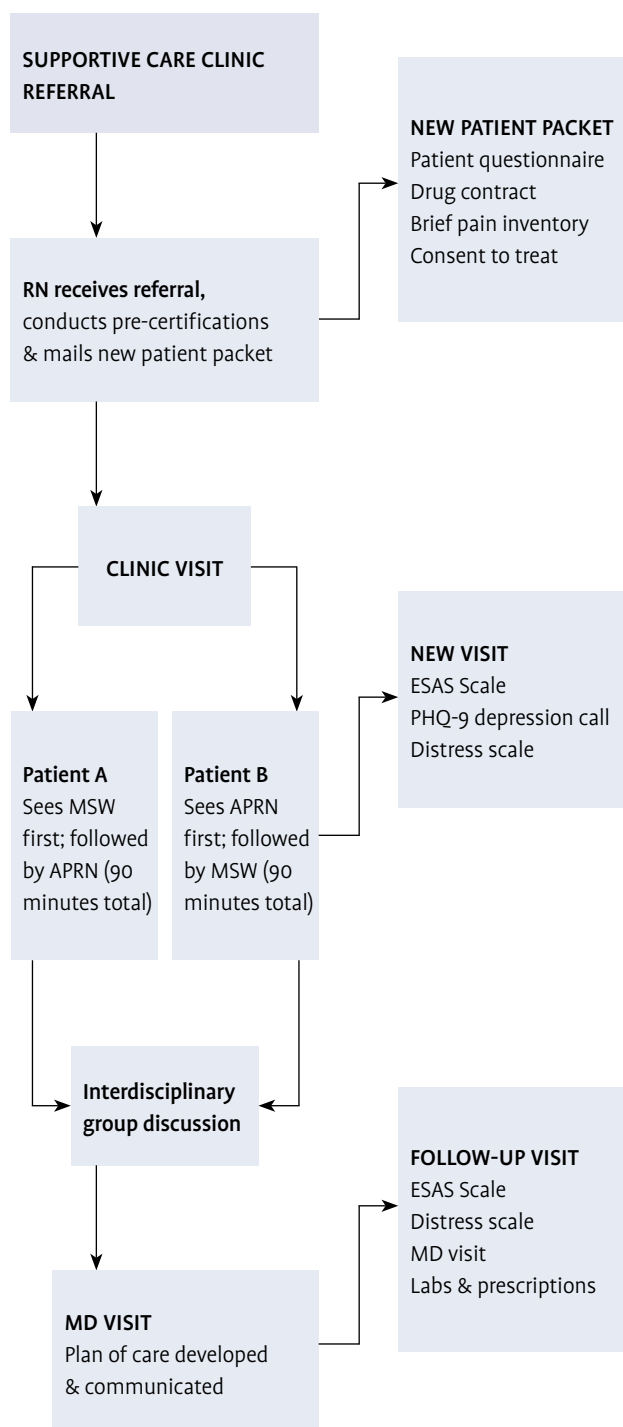 SUPPORTIVE CARE CLINIC
REFERRAL
NEW PATIENT PACKET
Patient questionnaire
Drug contract
Brief pain inventory
Consent to treat
RN receives referral,
conducts pre-certifications
& mails new patient packet
CLINIC VISIT
NEW VISIT
ESAS Scale
PHQ-9 depression call
Distress scale
Patient A
Sees MSW
first; followed
by APRN (90
minutes total)
Patient B
Sees APRN
first; followed
by MSW (90
minutes total)
Interdisciplinary
group discussion
FOLLOW-UP VISIT
ESAS Scale
Distress scale
MD visit
Labs & prescriptions
MD VISIT
Plan of care developed
& communicated